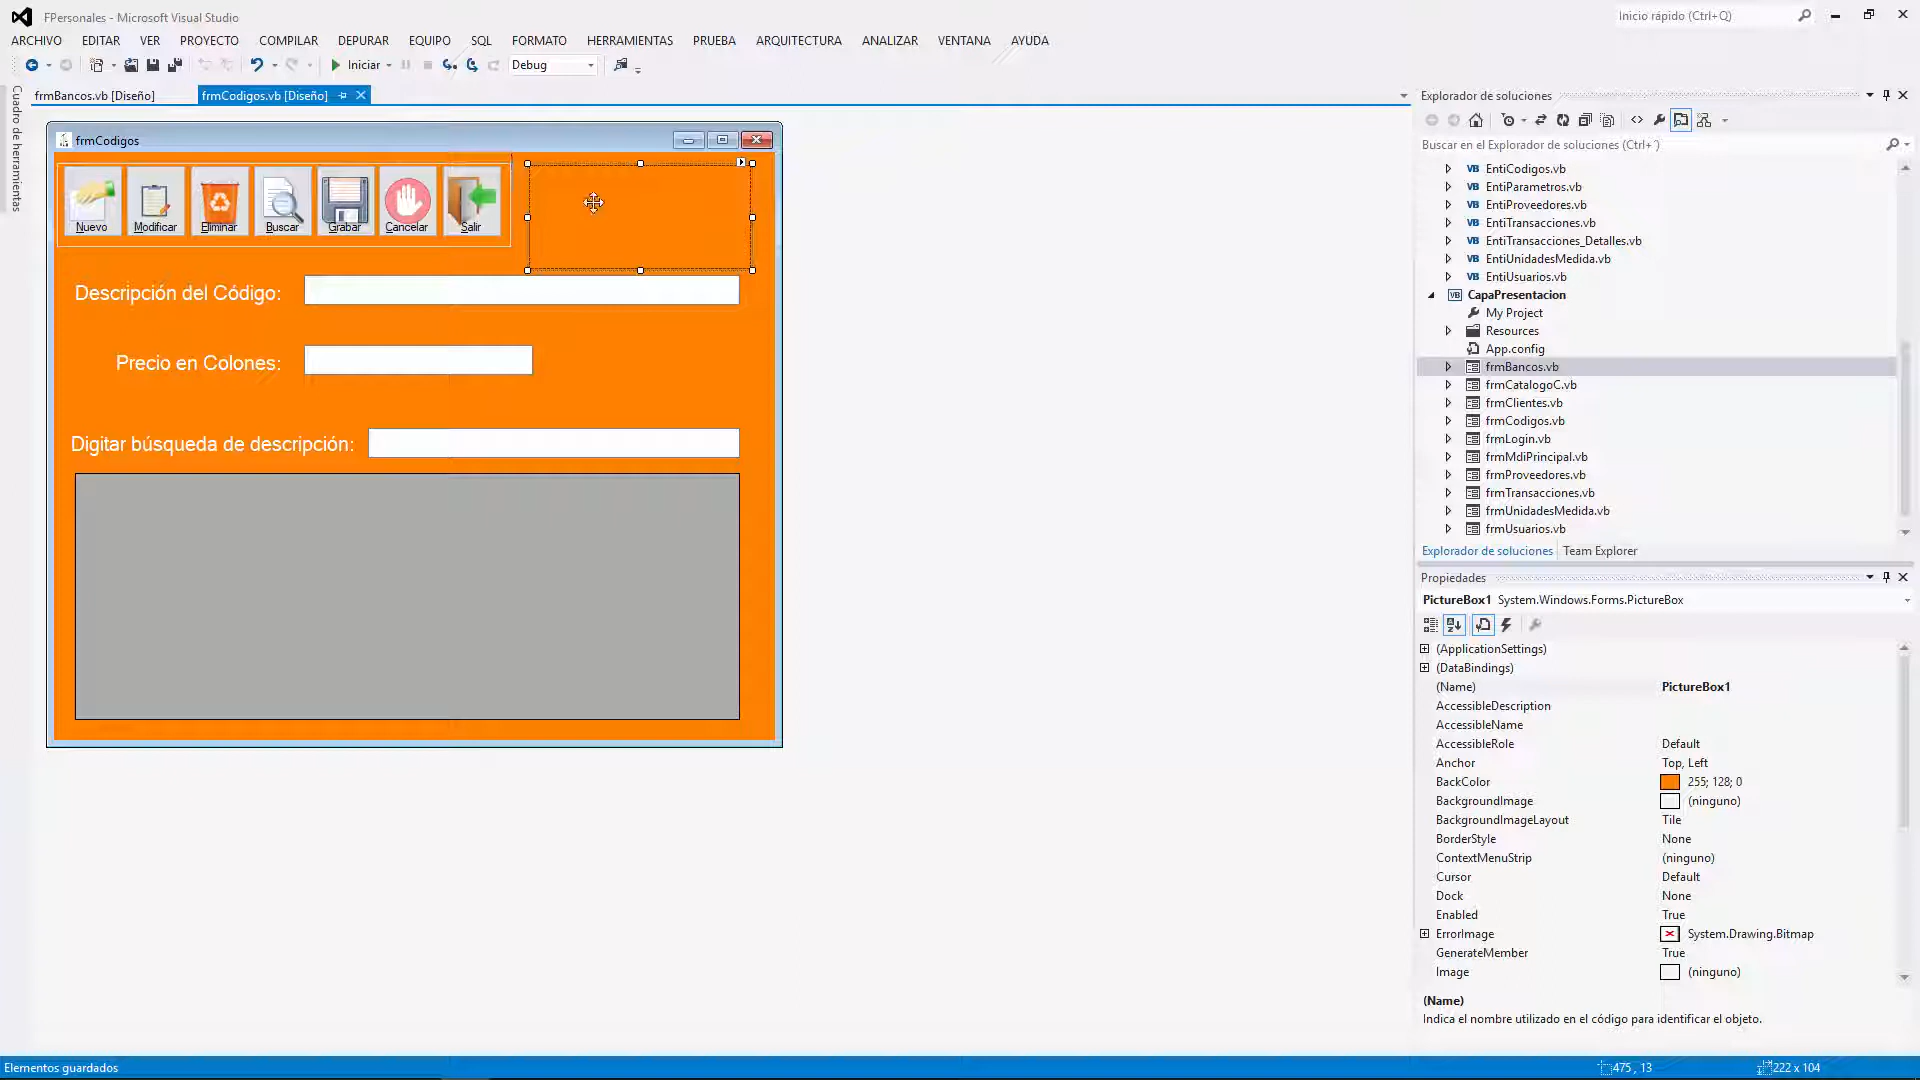 FPersonales - Microsoft Visual Studio
Inicio rápido (Ctrl+Q)
ARCHIVO EDITAR VER PROYECTO COMPILAR DEPURAR EQUIPO SQL FORMATO HERRAMIENTAS PRUEBA ARQUITECTURA ANALIZAR VENTANA AYUDA
Iniciar
Debug
Cuadro de herramientas
frmBancos.vb [Diseño]
frmCodigos.vb [Diseño]
frmCodigos
Nuevo
Modificar
Eliminar
Buscar
Grabar
Cancelar
Salir
Descripción del Código:
Precio en Colones:
Digitar búsqueda de descripción:
Explorador de soluciones
Buscar en el Explorador de soluciones (Ctrl+´)
VB EntiCodigos.vb
VB EntiParametros.vb
VB EntiProveedores.vb
VB EntiTransacciones.vb
VB EntiTransacciones_Detalles.vb
VB EntiUnidadesMedida.vb
VB EntiUsuarios.vb
VB CapaPresentacion
My Project
Resources
App.config
frmBancos.vb
frmCatalogoC.vb
frmClientes.vb
frmCodigos.vb
frmLogin.vb
frmMdiPrincipal.vb
frmProveedores.vb
frmTransacciones.vb
frmUnidadesMedida.vb
frmUsuarios.vb
Explorador de soluciones
Team Explorer
Propiedades
PictureBox1 System.Windows.Forms.PictureBox
(ApplicationSettings)
(DataBindings)
(Name) PictureBox1
AccessibleDescription
AccessibleName
AccessibleRole Default
Anchor Top, Left
BackColor 255; 128; 0
BackgroundImage (ninguno)
BackgroundImageLayout Tile
BorderStyle None
ContextMenuStrip (ninguno)
Cursor Default
Dock None
Enabled True
ErrorImage System.Drawing.Bitmap
GenerateMember True
Image (ninguno)
(Name)
Indica el nombre utilizado en el código para identificar el objeto.
Elementos guardados
475 , 13
222 x 104